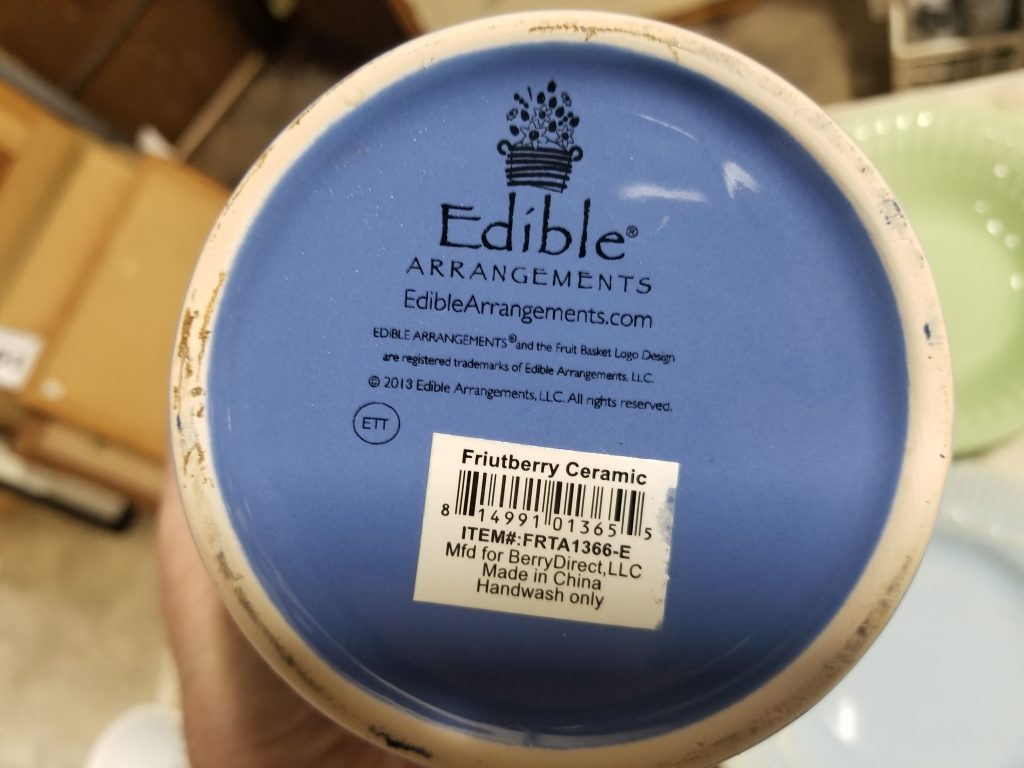 Edible®
ARRANGEMENTS
EdibleArrangements.com
EDIBLE ARRANGEMENTS® and the Fruit Basket Logo Design
are registered trademarks of Edible Arrangements, LLC.
© 2013 Edible Arrangements, LLC. All rights reserved.
ETT
Friutberry Ceramic
8 14991 01365 5
ITEM#:FRTA1366-E
Mfd for BerryDirect,LLC
Made in China
Handwash only